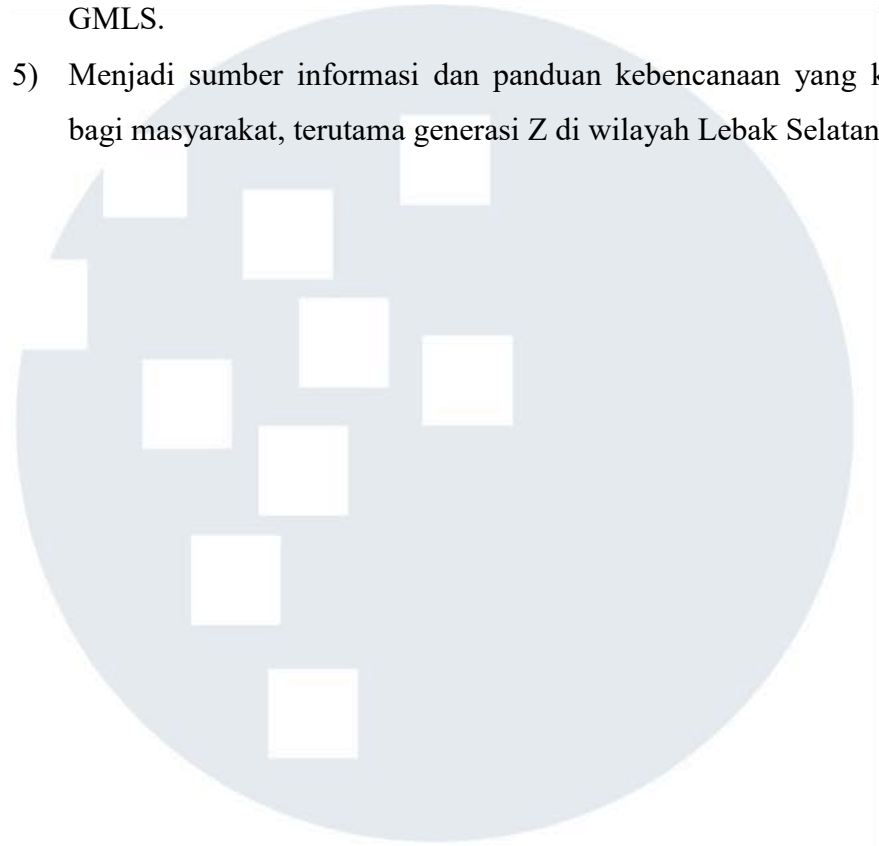 GMLS.
5) Menjadi sumber informasi dan panduan kebencanaan yang
bagi masyarakat, terutama generasi Z di wilayah Lebak Selatan